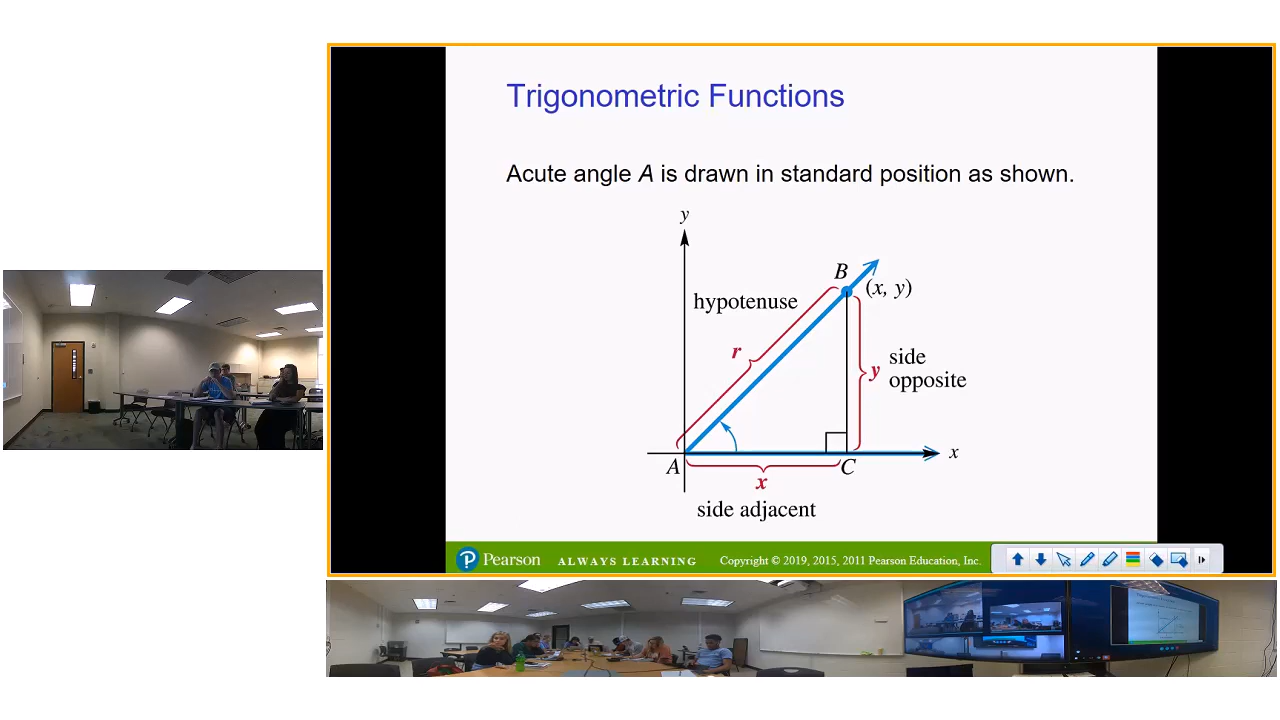 Trigonometric Functions
Acute angle A is drawn in standard position as shown.
y
B
(x, y)
hypotenuse
r
side
y
opposite
x
A
C
x
side adjacent
P Pearson ALWAYS LEARNING Copyright © 2019, 2015, 2011 Pearson Education, Inc.